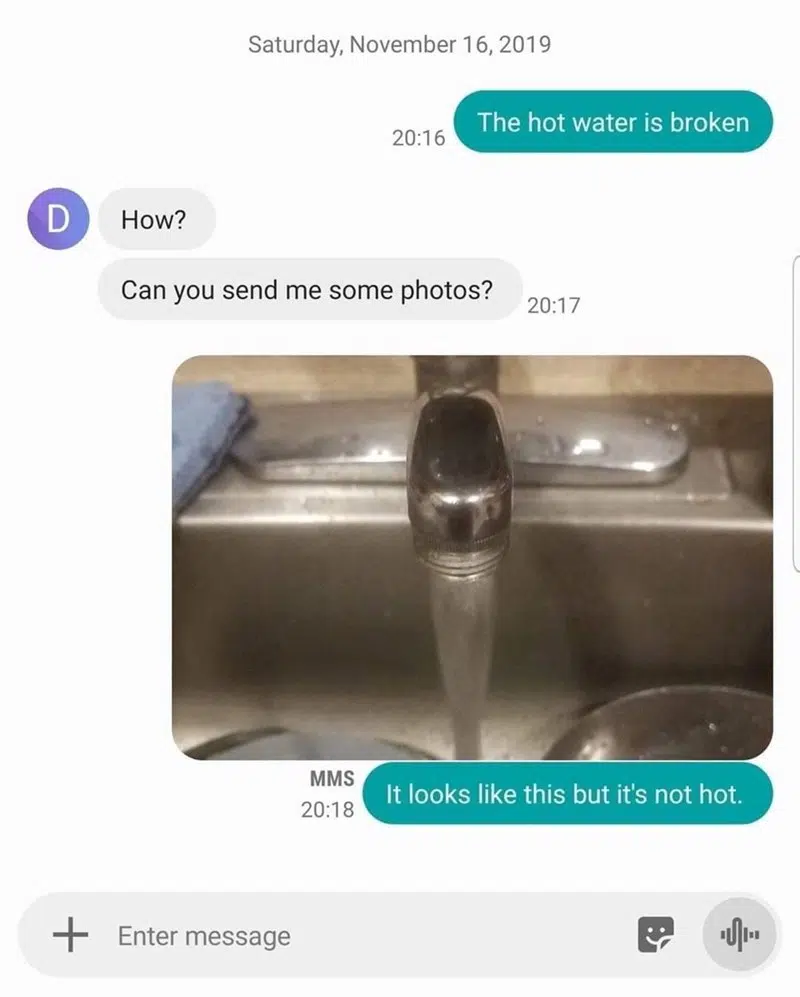 Saturday, November 16, 2019
The hot water is broken
20:16
D
How?
Can you send me some photos?
20:17
MMS
20:18
It looks like this but it's not hot.
Enter message